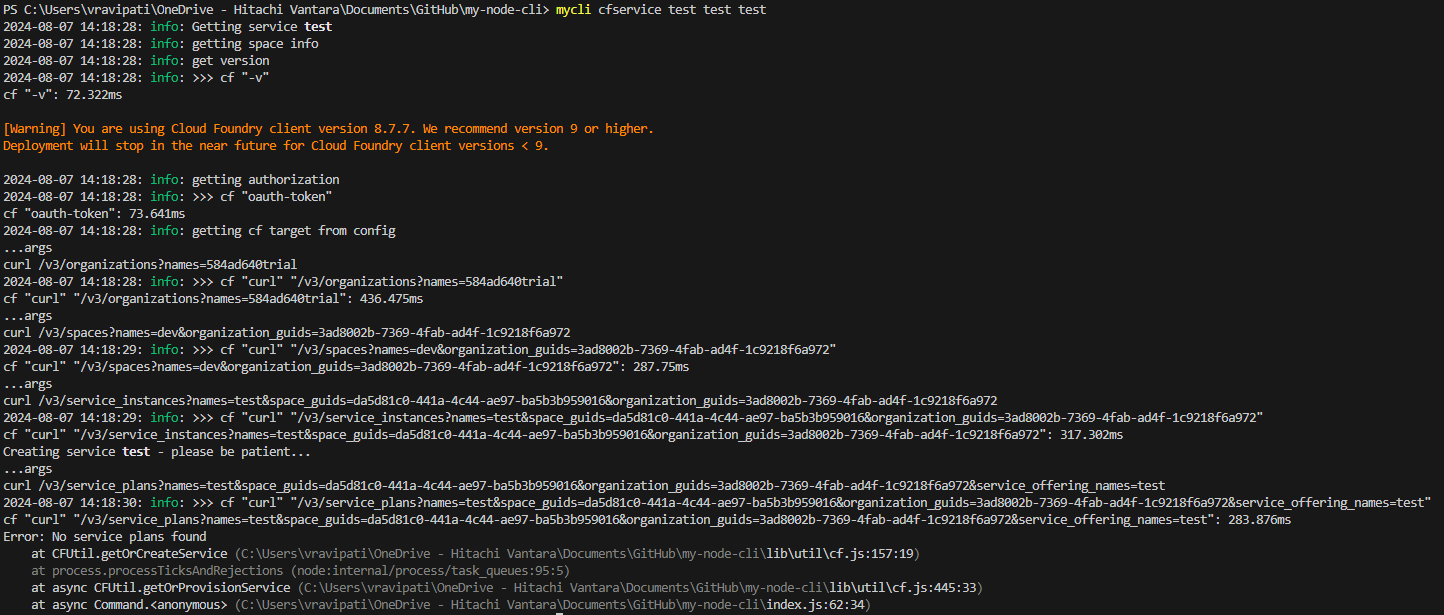 PS C:\Users\vravipati\OneDrive - Hitachi Vantara\Documents\GitHub\my-node-cli> mycli cfservice test test test
2024-08-07 14:18:28: info: Getting service test
2024-08-07 14:18:28: info: getting space info
2024-08-07 14:18:28: info: get version
2024-08-07 14:18:28: info: >>> cf "-v"
cf "-v": 72.322ms
[Warning] You are using Cloud Foundry client version 8.7.7. We recommend version 9 or higher.
Deployment will stop in the near future for Cloud Foundry client versions < 9.
2024-08-07 14:18:28: info: getting authorization
2024-08-07 14:18:28: info: >>> cf "oauth-token"
cf "oauth-token": 73.641ms
2024-08-07 14:18:28: info: getting cf target from config
...args
curl /v3/organizations?names=584ad640trial
2024-08-07 14:18:28: info: >>> cf "curl" "/v3/organizations?names=584ad640trial"
cf "curl" "/v3/organizations?names=584ad640trial": 436.475ms
...args
curl /v3/spaces?names=dev&organization_guids=3ad8002b-7369-4fab-ad4f-1c9218f6a972
2024-08-07 14:18:29: info: >>> cf "curl" "/v3/spaces?names=dev&organization_guids=3ad8002b-7369-4fab-ad4f-1c9218f6a972"
cf "curl" "/v3/spaces?names=dev&organization_guids=3ad8002b-7369-4fab-ad4f-1c9218f6a972": 287.75ms
...args
curl /v3/service_instances?names=test&space_guids=da5d81c0-441a-4c44-ae97-ba5b3b959016&organization_guids=3ad8002b-7369-4fab-ad4f-1c9218f6a972
2024-08-07 14:18:29: info: >>> cf "curl" "/v3/service_instances?names=test&space_guids=da5d81c0-441a-4c44-ae97-ba5b3b959016&organization_guids=3ad8002b-7369-4fab-ad4f-1c9218f6a972"
cf "curl" "/v3/service_instances?names=test&space_guids=da5d81c0-441a-4c44-ae97-ba5b3b959016&organization_guids=3ad8002b-7369-4fab-ad4f-1c9218f6a972": 317.302ms
Creating service test - please be patient...
...args
curl /v3/service_plans?names=test&space_guids=da5d81c0-441a-4c44-ae97-ba5b3b959016&organization_guids=3ad8002b-7369-4fab-ad4f-1c9218f6a972&service_offering_names=test
2024-08-07 14:18:30: info: >>> cf "curl" "/v3/service_plans?names=test&space_guids=da5d81c0-441a-4c44-ae97-ba5b3b959016&organization_guids=3ad8002b-7369-4fab-ad4f-1c9218f6a972&service_offering_names=test"
cf "curl" "/v3/service_plans?names=test&space_guids=da5d81c0-441a-4c44-ae97-ba5b3b959016&organization_guids=3ad8002b-7369-4fab-ad4f-1c9218f6a972&service_offering_names=test": 283.876ms
Error: No service plans found
at CFUtil.getOrCreateService (C:\Users\vravipati\OneDrive - Hitachi Vantara\Documents\GitHub\my-node-cli\lib\util\cf.js:157:19)
at process.processTicksAndRejections (node:internal/process/task_queues:95:5)
at async CFUtil.getOrProvisionService (C:\Users\vravipati\OneDrive - Hitachi Vantara\Documents\GitHub\my-node-cli\lib\util\cf.js:445:33)
at async Command.<anonymous> (C:\Users\vravipati\OneDrive - Hitachi Vantara\Documents\GitHub\my-node-cli\index.js:62:34)